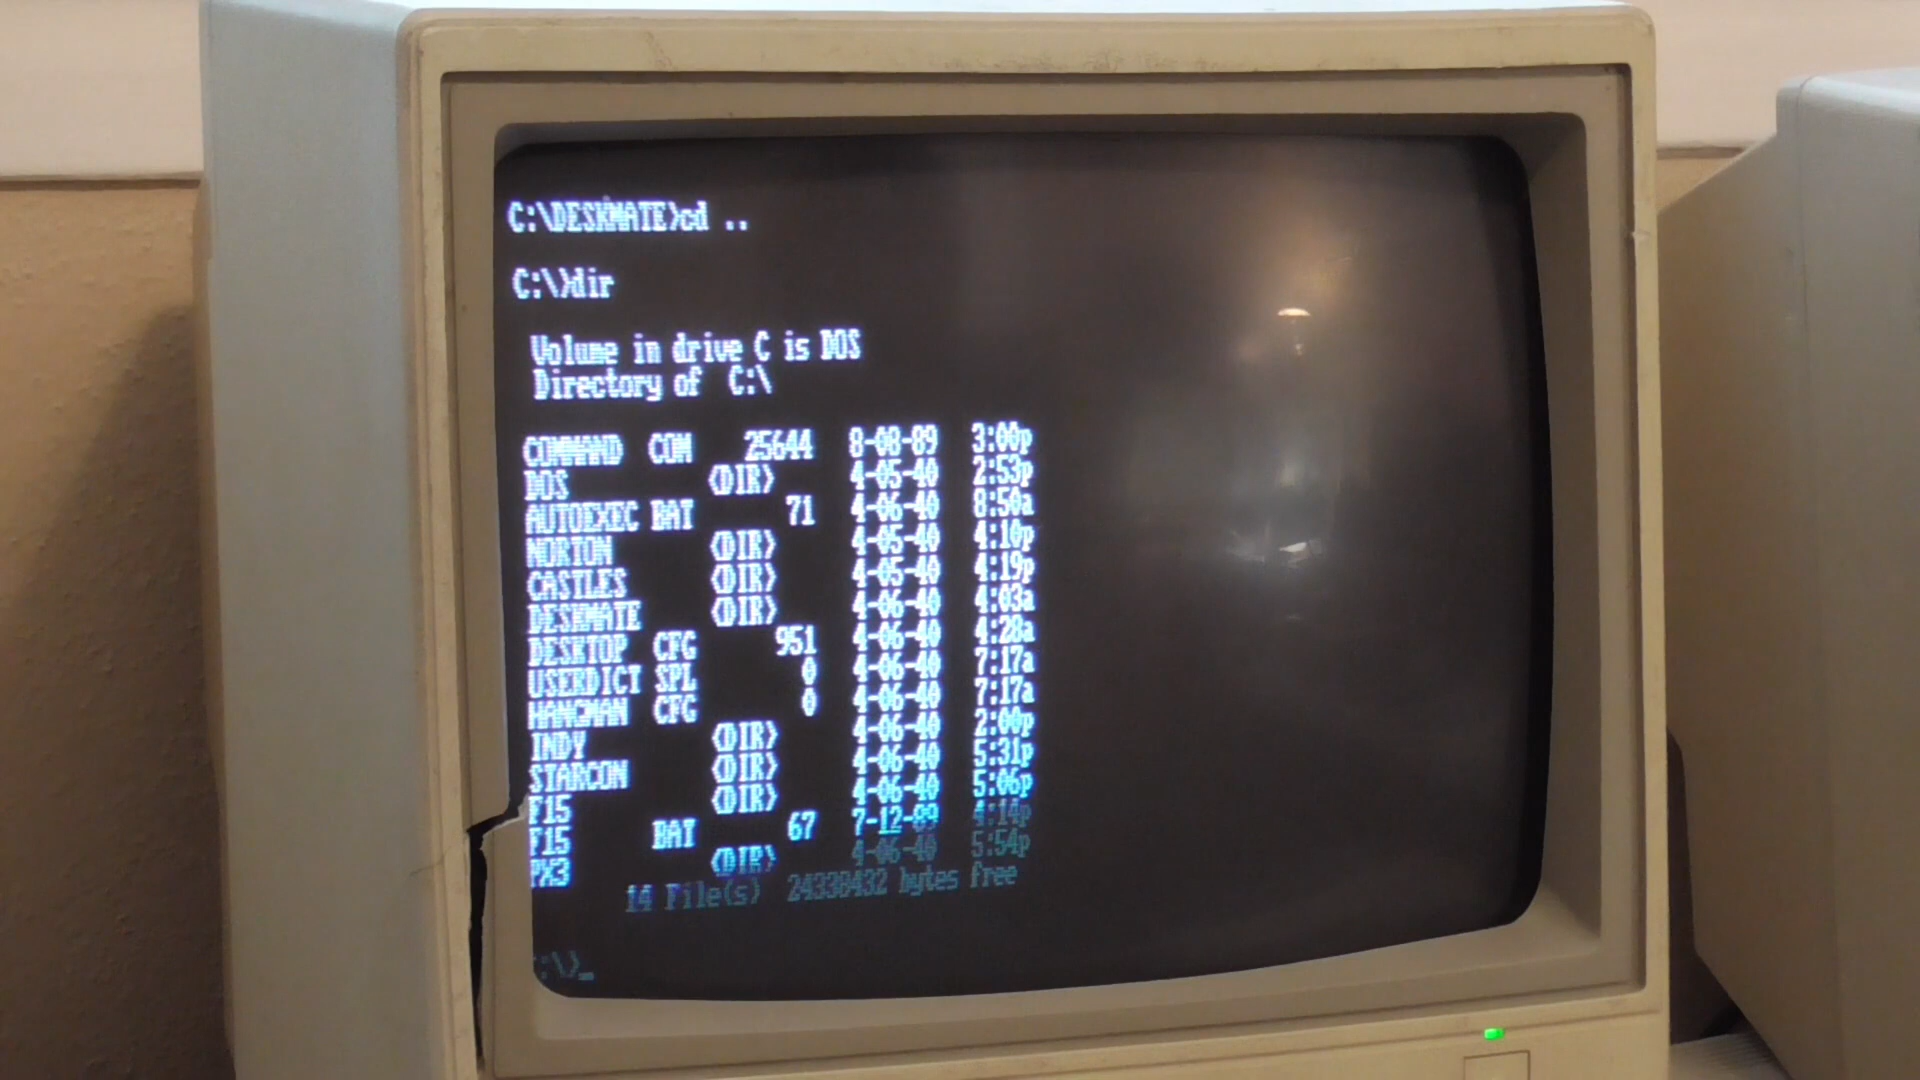 C:\DESKMATE>cd ..
C:\>dir
Volume in drive C is DOS
Directory of  C:\
COMMAND  COM     25644   8-08-89   3:00p
DOS          <DIR>      4-05-40   2:53p
AUTOEXEC BAT        71   4-06-40   8:50a
NORTON       <DIR>      4-05-40   4:10p
CASTLES      <DIR>      4-05-40   4:19p
DESKMATE     <DIR>      4-06-40   4:03a
DESKTOP  CFG       951   4-06-40   4:28a
USERDICT SPL         0   4-06-40   7:17a
HANGMAN  CFG         0   4-06-40   7:17a
INDY         <DIR>      4-06-40   2:00p
STARCON      <DIR>      4-06-40   5:31p
F15          <DIR>      4-06-40   5:06p
F15      BAT        67   7-12-89   4:14p
PX3          <DIR>      4-06-40   5:54p
14 File(s)  24338432 bytes free
:\>_